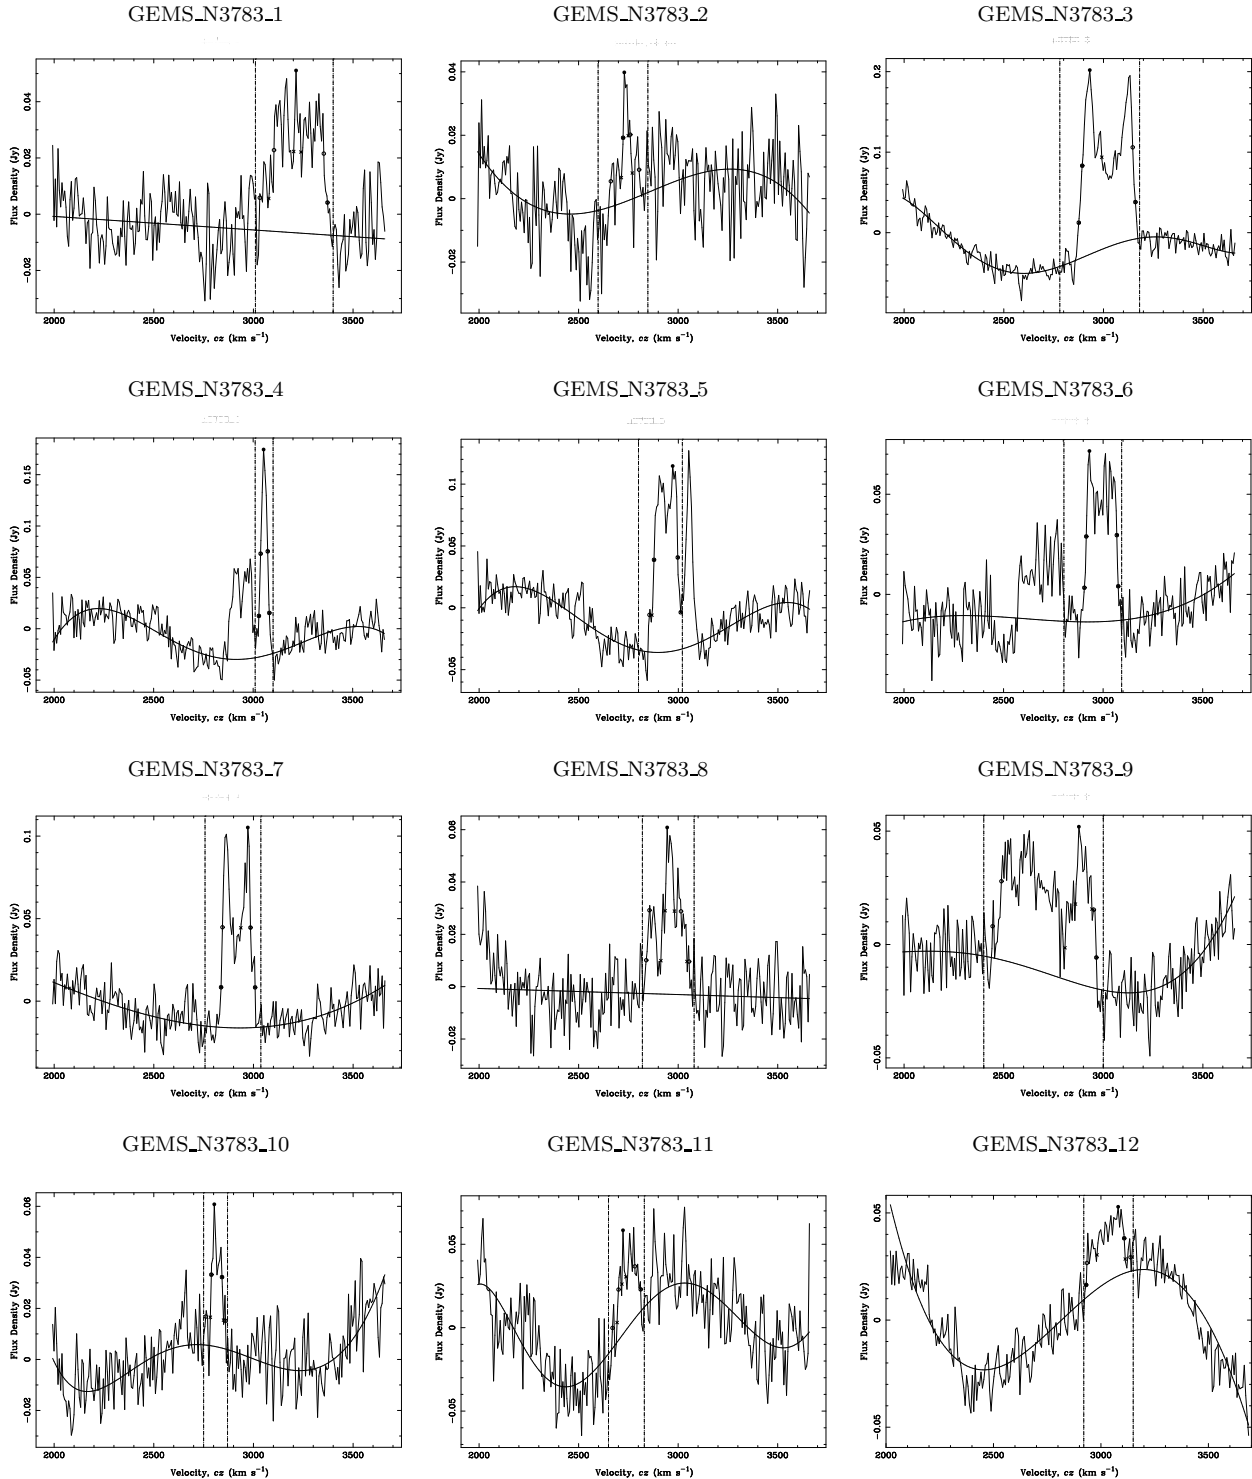 GEMS_N3783_1 GEMS_N3783_2 GEMS_N3783_3
Flux Density (Jy) −0.02 0 0.02 0.04
2000 2500 3000 3500
Velocity, cz (km s⁻¹)
Flux Density (Jy) −0.02 0 0.02 0.04
2000 2500 3000 3500
Velocity, cz (km s⁻¹)
Flux Density (Jy) 0 0.1 0.2
2000 2500 3000 3500
Velocity, cz (km s⁻¹)
GEMS_N3783_4 GEMS_N3783_5 GEMS_N3783_6
Flux Density (Jy) −0.05 0 0.05 0.1 0.15
2000 2500 3000 3500
Velocity, cz (km s⁻¹)
Flux Density (Jy) −0.05 0 0.05 0.1
2000 2500 3000 3500
Velocity, cz (km s⁻¹)
Flux Density (Jy) 0 0.05
2000 2500 3000 3500
Velocity, cz (km s⁻¹)
GEMS_N3783_7 GEMS_N3783_8 GEMS_N3783_9
Flux Density (Jy) 0 0.05 0.1
2000 2500 3000 3500
Velocity, cz (km s⁻¹)
Flux Density (Jy) −0.02 0 0.02 0.04 0.06
2000 2500 3000 3500
Velocity, cz (km s⁻¹)
Flux Density (Jy) −0.05 0 0.05
2000 2500 3000 3500
Velocity, cz (km s⁻¹)
GEMS_N3783_10 GEMS_N3783_11 GEMS_N3783_12
Flux Density (Jy) −0.02 0 0.02 0.04 0.06
2000 2500 3000 3500
Velocity, cz (km s⁻¹)
Flux Density (Jy) −0.05 0 0.05
2000 2500 3000 3500
Velocity, cz (km s⁻¹)
Flux Density (Jy) −0.05 0 0.05
2000 2500 3000 3500
Velocity, cz (km s⁻¹)